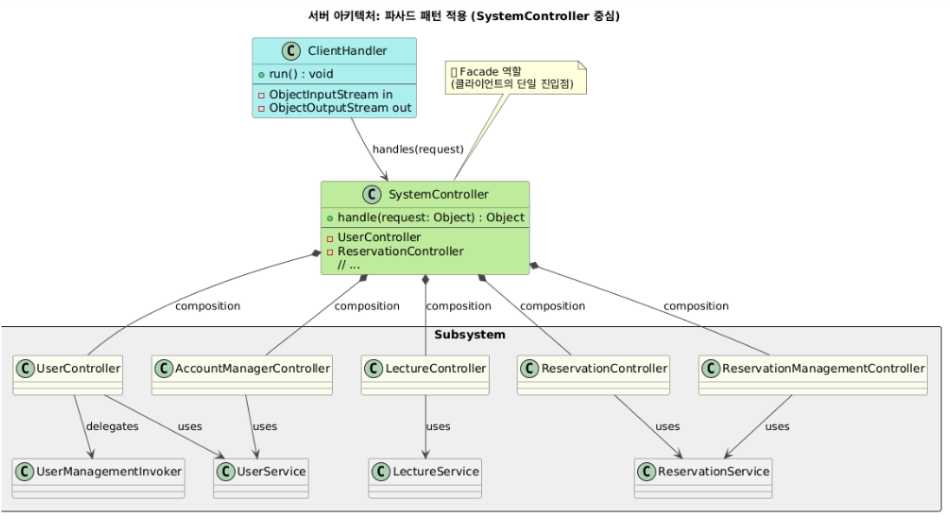 서버 아키텍처: 파사드 패턴 적용 (SystemController 중심)
C ClientHandler
run() : void
ObjectInputStream in
ObjectOutputStream out
Facade 역할
(클라이언트의 단일 진입점)
handles(request)
C SystemController
handle(request: Object) : Object
UserController
ReservationController
// ...
composition
composition
composition
composition
composition
Subsystem
C UserController
C AccountManagerController
C LectureController
C ReservationController
C ReservationManagementController
delegates
uses
uses
uses
uses
uses
C UserManagementInvoker
C UserService
C LectureService
C ReservationService